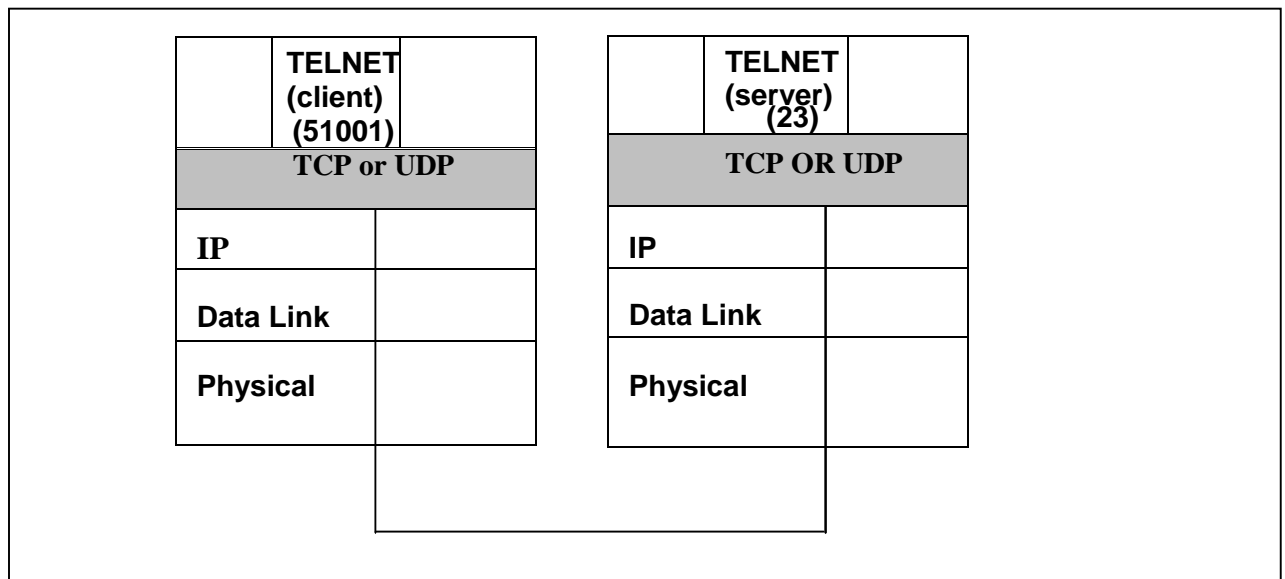 TELNET
(client)
(51001)
TCP or UDP
IP
Data Link
Physical
TELNET
(server)
(23)
TCP OR UDP
IP
Data Link
Physical